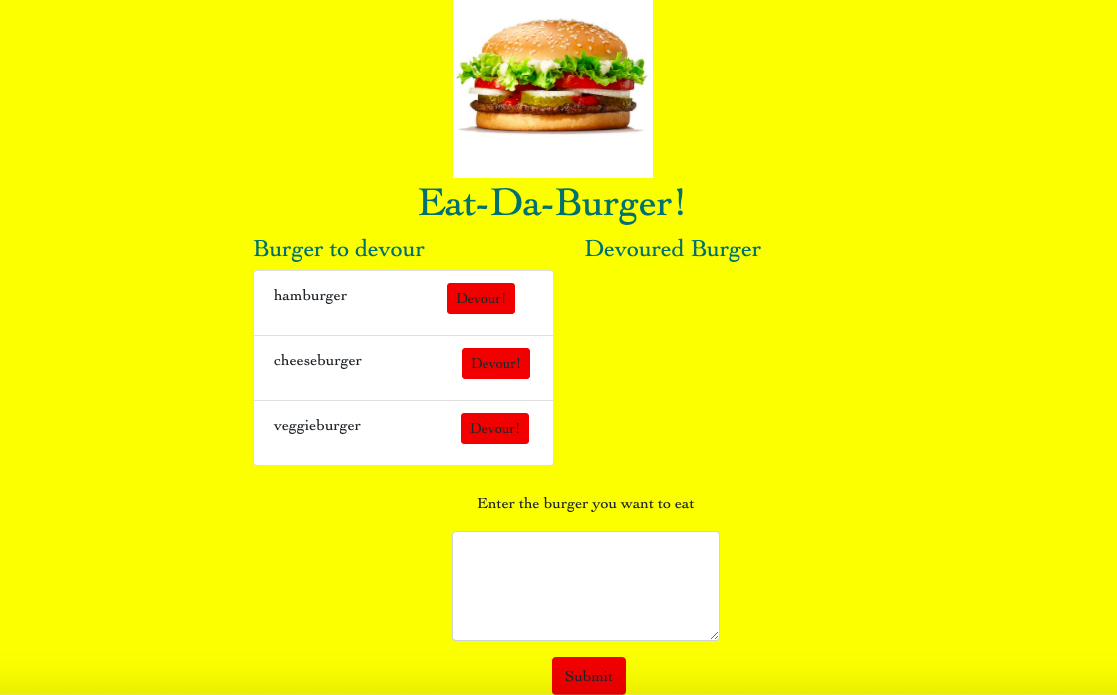 Eat-Da-Burger!
Burger to devour
Devoured Burger
hamburger
Devour!
cheeseburger
Devour!
veggieburger
Devour!
Enter the burger you want to eat
Submit